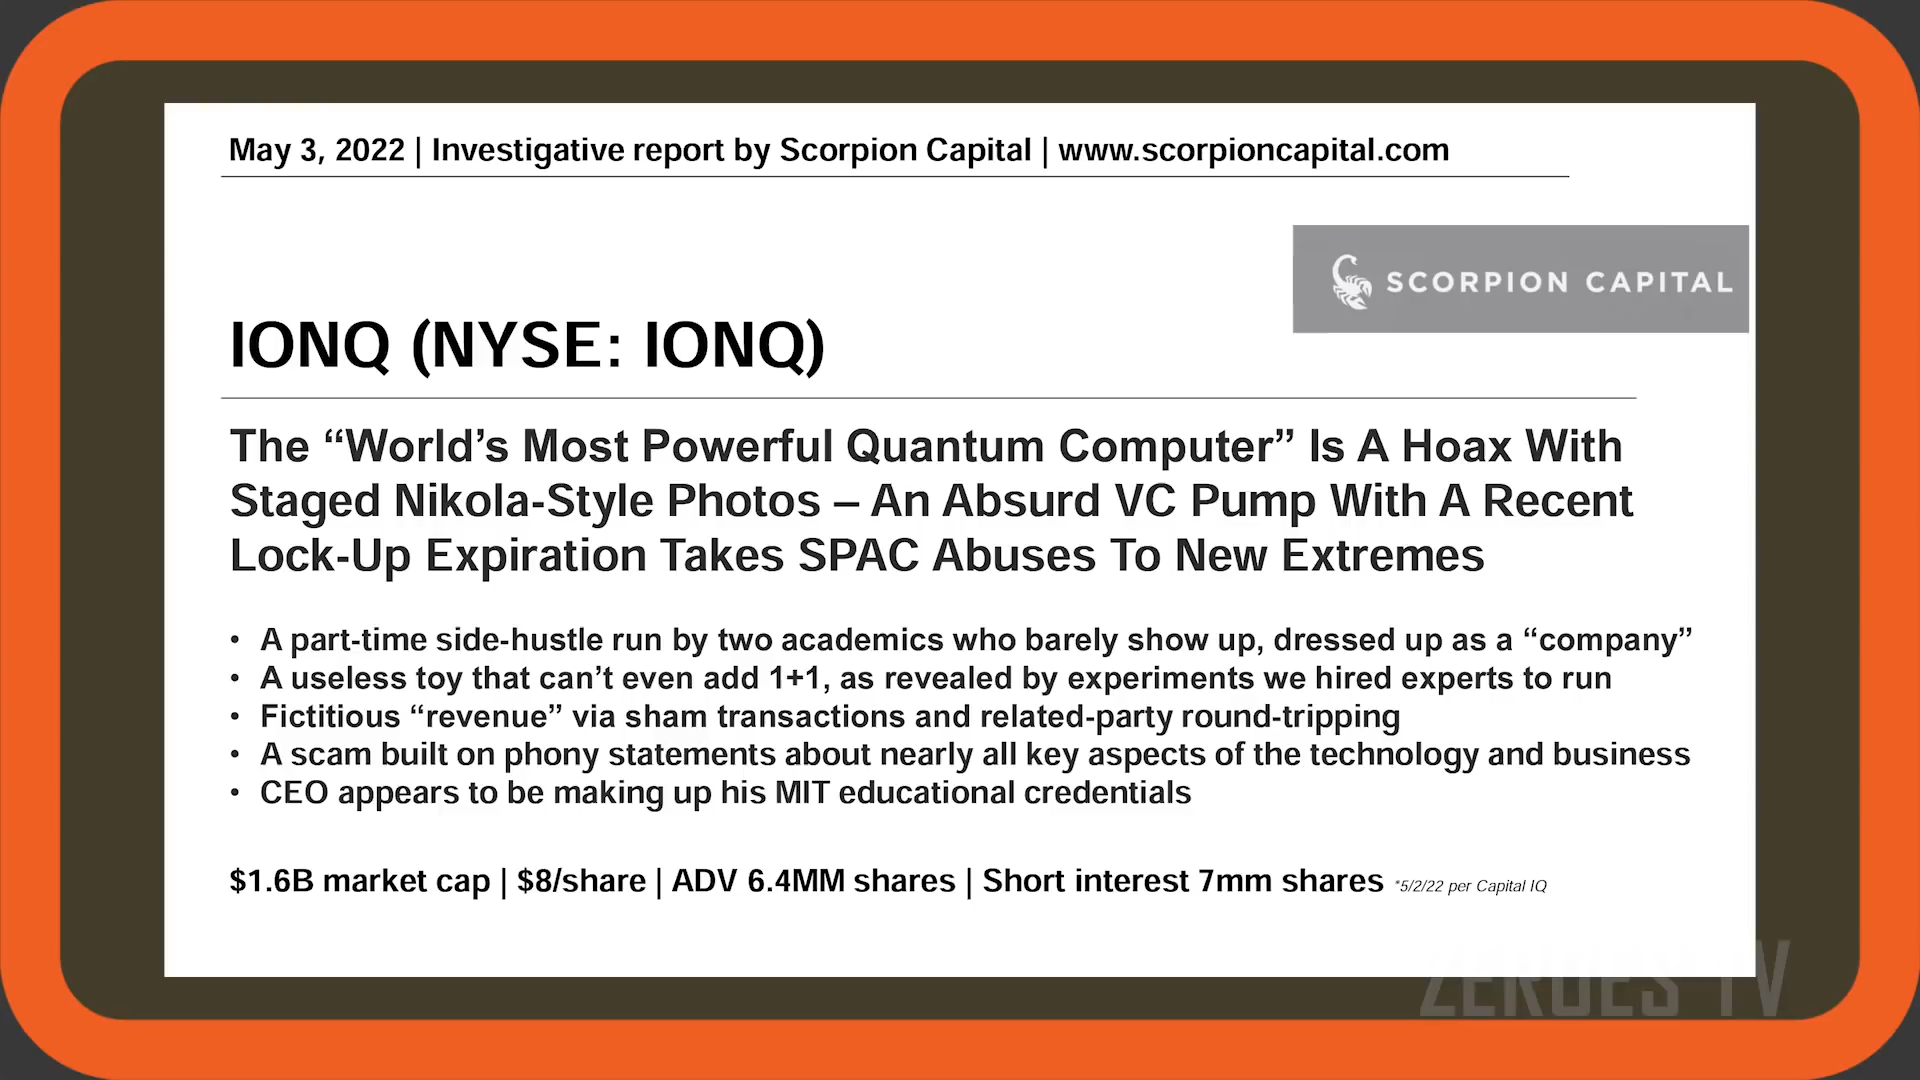 May 3, 2022 | Investigative report by Scorpion Capital | www.scorpioncapital.com
SCORPION CAPITAL
IONQ (NYSE: IONQ)
The “World’s Most Powerful Quantum Computer” Is A Hoax With
Staged Nikola-Style Photos – An Absurd VC Pump With A Recent
Lock-Up Expiration Takes SPAC Abuses To New Extremes
• A part-time side-hustle run by two academics who barely show up, dressed up as a “company”
• A useless toy that can’t even add 1+1, as revealed by experiments we hired experts to run
• Fictitious “revenue” via sham transactions and related-party round-tripping
• A scam built on phony statements about nearly all key aspects of the technology and business
• CEO appears to be making up his MIT educational credentials
$1.6B market cap | $8/share | ADV 6.4MM shares | Short interest 7mm shares *5/2/22 per Capital IQ
ZEROES TV